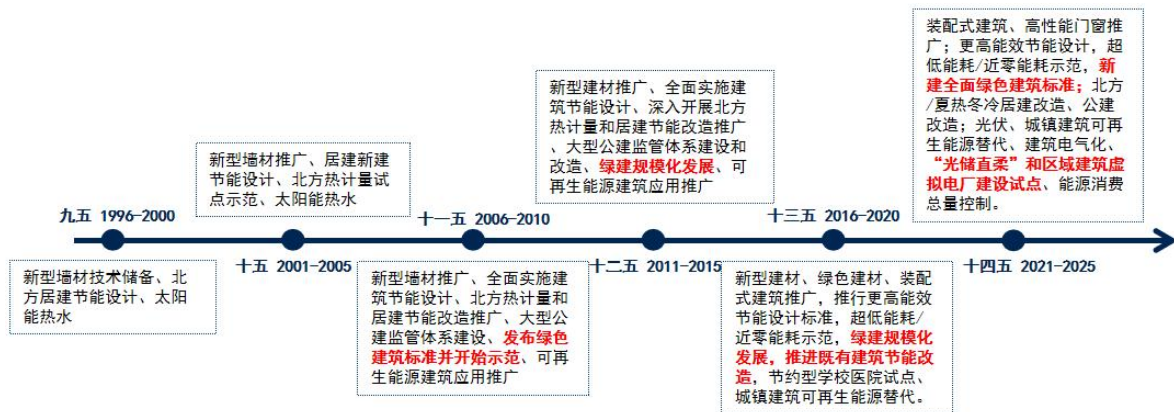 九五 1996-2000
新型墙材技术储备、北
方居建节能设计、太阳
能热水
新型墙材推广、居建新建
节能设计、北方热计量试
点示范、太阳能热水
十五 2001-2005
十一五 2006-2010
新型墙材推广、全面实施建
筑节能设计、北方热计量和
居建节能改造推广、大型公
建监管体系建设、发布绿色
建筑标准并开始示范、可再
生能源建筑应用推广
新型建材推广、全面实施建
筑节能设计、深入开展北方
热计量和居建节能改造推广
、大型公建监管体系建设和
改造、绿建规模化发展、可
再生能源建筑应用推广
十二五 2011-2015
十三五 2016-2020
新型建材、绿色建材、装配
式建筑推广，推行更高能效
节能设计标准，超低能耗/
近零能耗示范，绿建规模化
发展，推进既有建筑节能改
造，节约型学校医院试点、
城镇建筑可再生能源替代。
装配式建筑、高性能门窗推
广；更高能效节能设计，超
低能耗/近零能耗示范，新
建全面绿色建筑标准；北方
/夏热冬冷居建改造、公建
改造；光伏、城镇建筑可再
生能源替代、建筑电气化、
“光储直柔”和区域建筑虚
拟电厂建设试点、能源消费
总量控制。
十四五 2021-2025